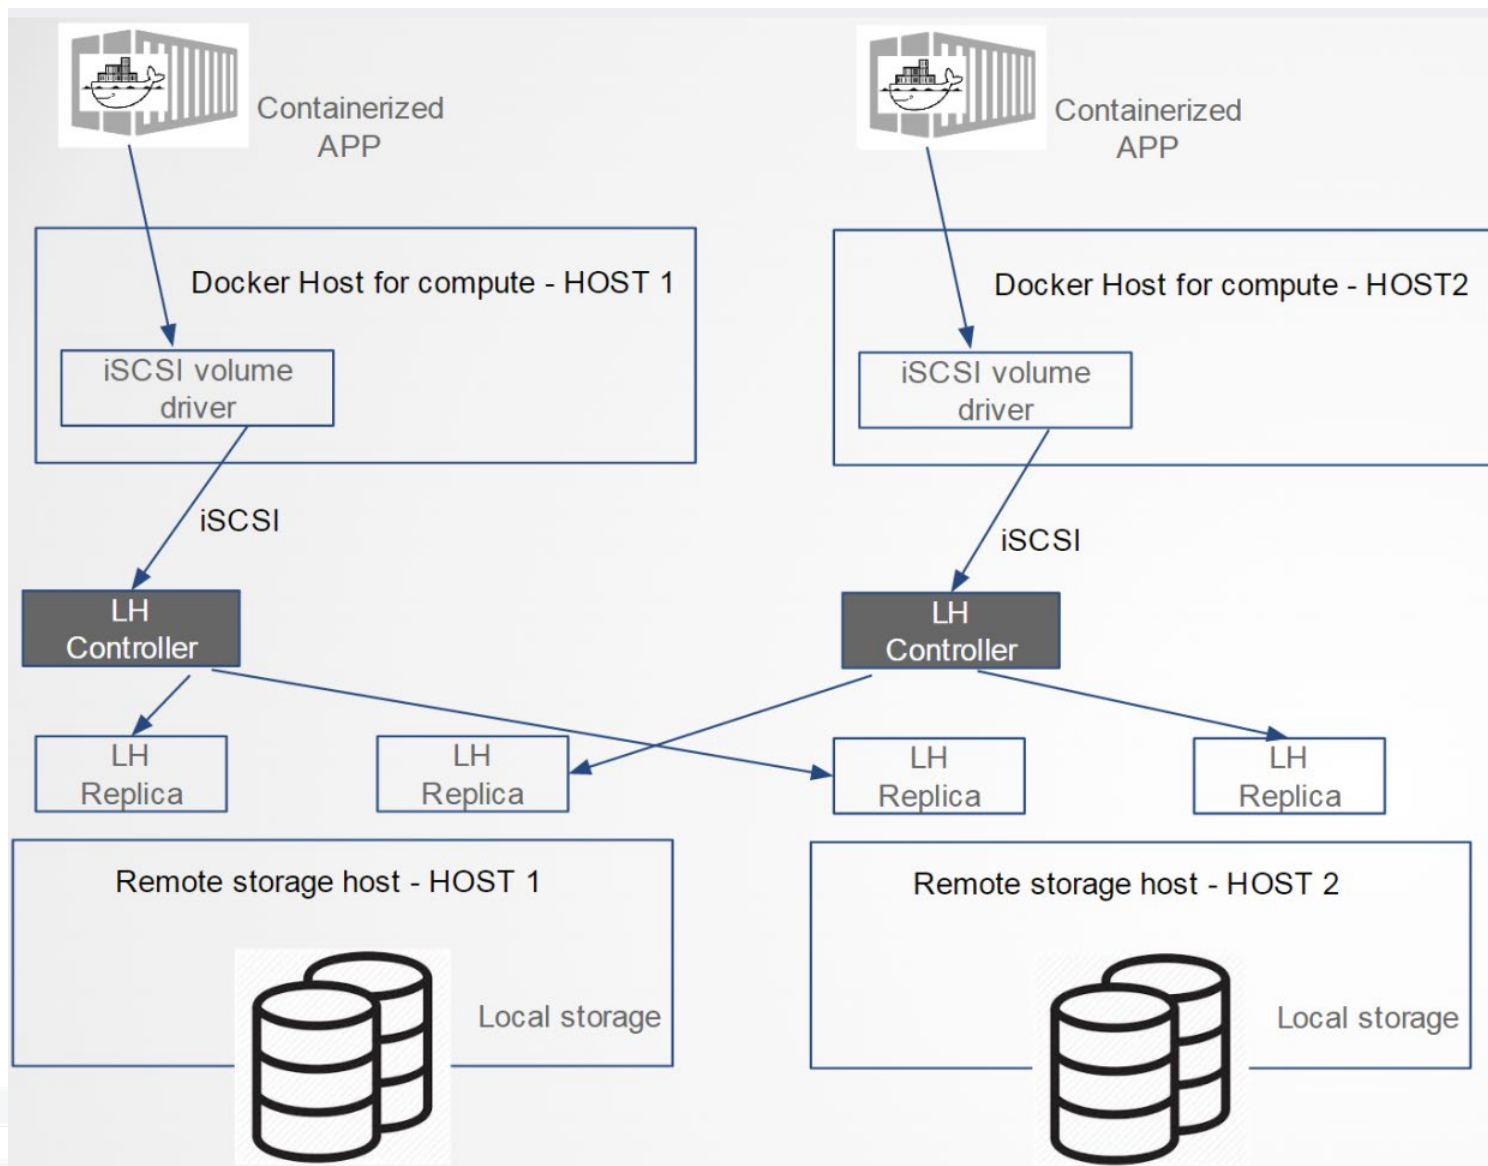 Containerized
APP
Containerized
APP
Docker Host for compute - HOST 1
Docker Host for compute - HOST2
iSCSI volume
driver
iSCSI volume
driver
iSCSI
iSCSI
LH
Controller
LH
Controller
LH
Replica
LH
Replica
LH
Replica
LH
Replica
Remote storage host - HOST 1
Remote storage host - HOST 2
Local storage
Local storage